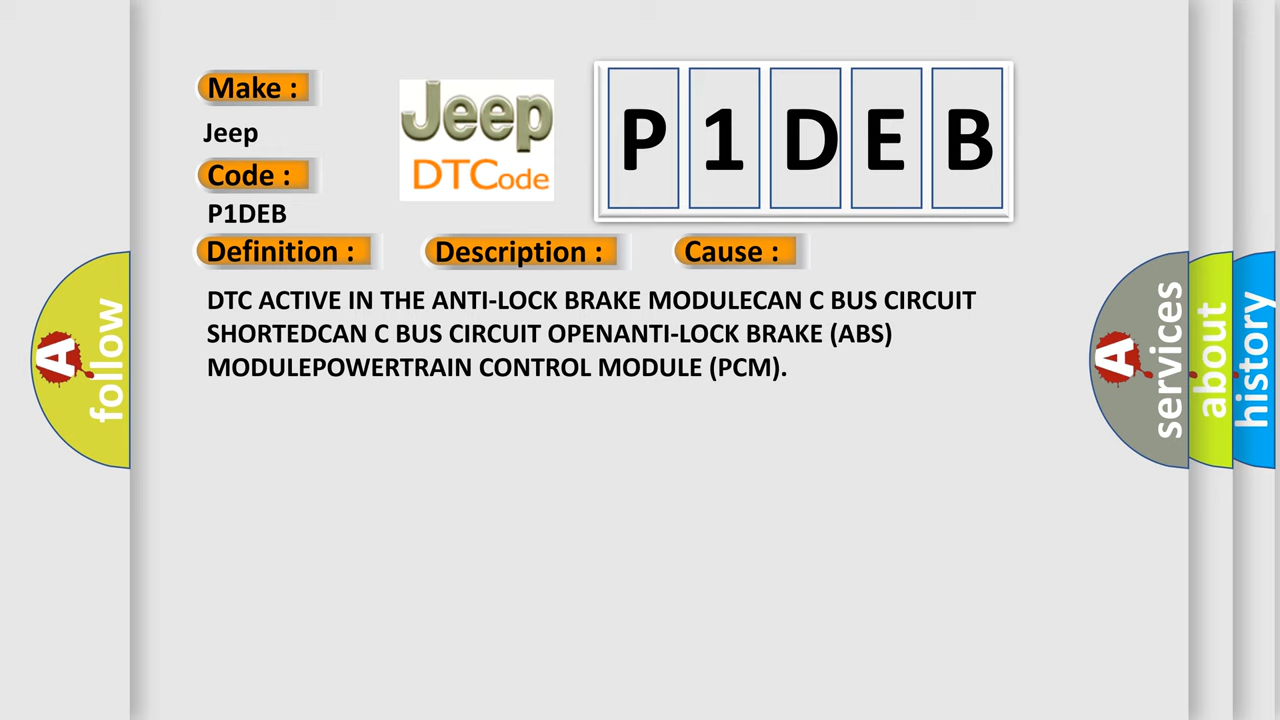 Make :
Jeep
Code :
P1DEB
Jeep
DTCode
P 1 D E B
Definition :
Description :
Cause :
DTC ACTIVE IN THE ANTI-LOCK BRAKE MODULECAN C BUS CIRCUIT
SHORTEDCAN C BUS CIRCUIT OPENANTI-LOCK BRAKE (ABS)
MODULEPOWERTRAIN CONTROL MODULE (PCM).
A
follow
A
services
about
history